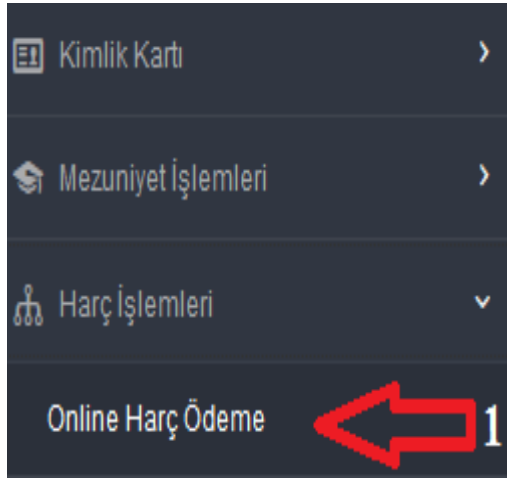 Kimlik Kartı
Mezuniyet İşlemleri
Harç İşlemleri
Online Harç Ödeme 1